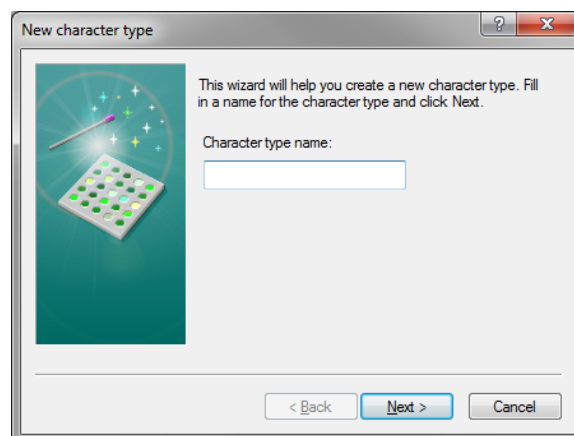 New character type
This wizard will help you create a new character type. Fill
in a name for the character type and click Next.
Character type name:
< Back
Next >
Cancel